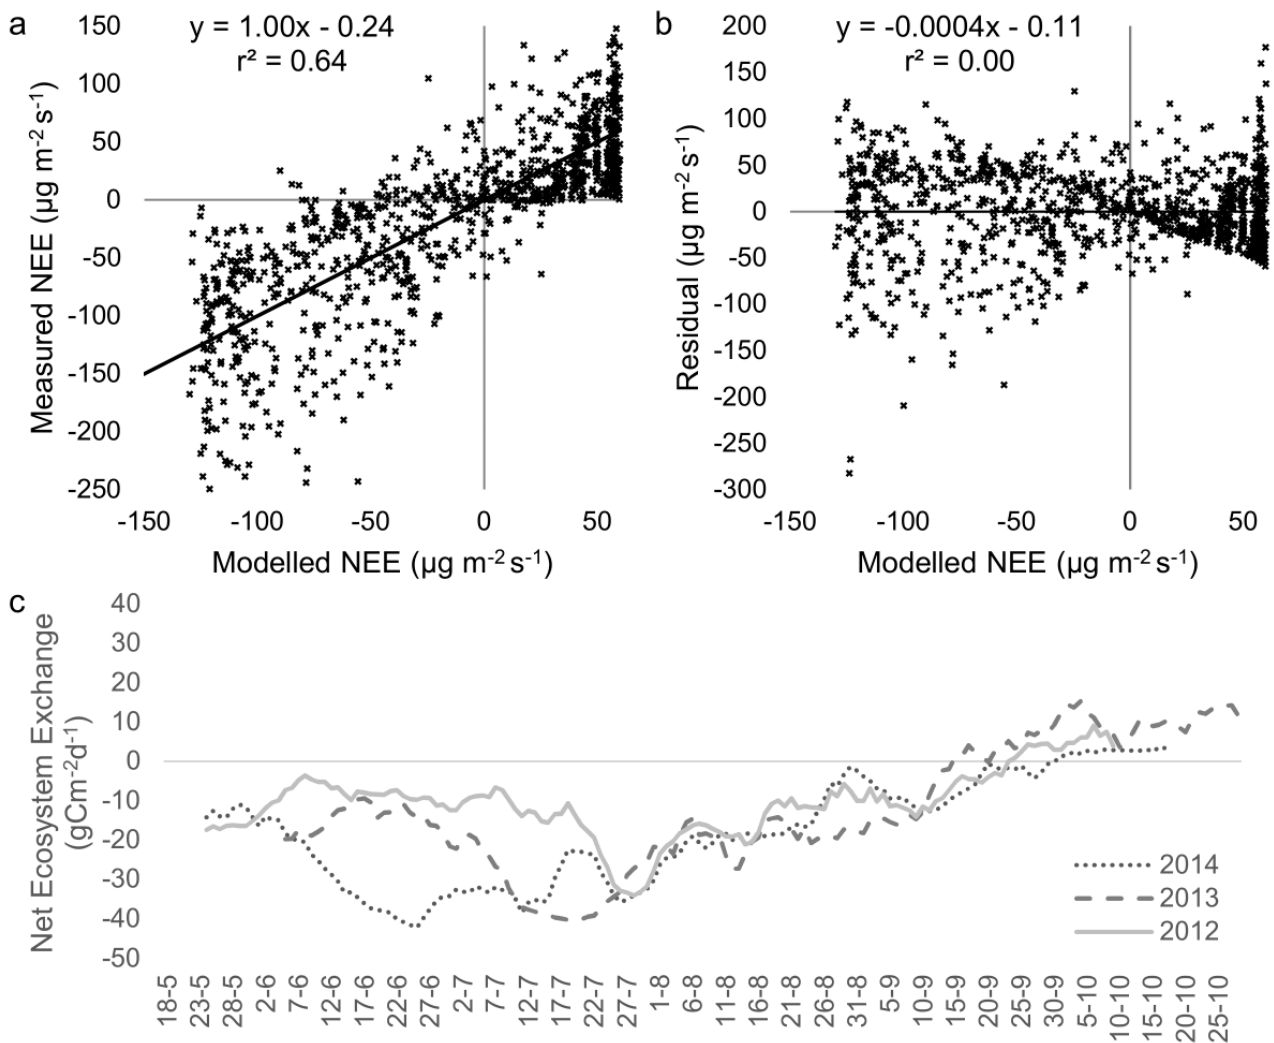 a
y = 1.00x - 0.24
r² = 0.64
150
100
50
0
-50
-100
-150
-200
-250
Measured NEE (µg m-2 s-1)
-150 -100 -50 0 50
Modelled NEE (µg m-2 s-1)
b
y = -0.0004x - 0.11
r² = 0.00
200
150
100
50
0
-50
-100
-150
-200
-250
-300
Residual (µg m-2 s-1)
-150 -100 -50 0 50
Modelled NEE (µg m-2 s-1)
c
Net Ecosystem Exchange
(gCm-2d-1)
40
30
20
10
0
-10
-20
-30
-40
-50
2014
2013
2012
18-5 23-5 28-5 2-6 7-6 12-6 17-6 22-6 27-6 2-7 7-7 12-7 17-7 22-7 27-7 1-8 6-8 11-8 16-8 21-8 26-8 31-8 5-9 10-9 15-9 20-9 25-9 30-9 5-10 10-10 15-10 20-10 25-10